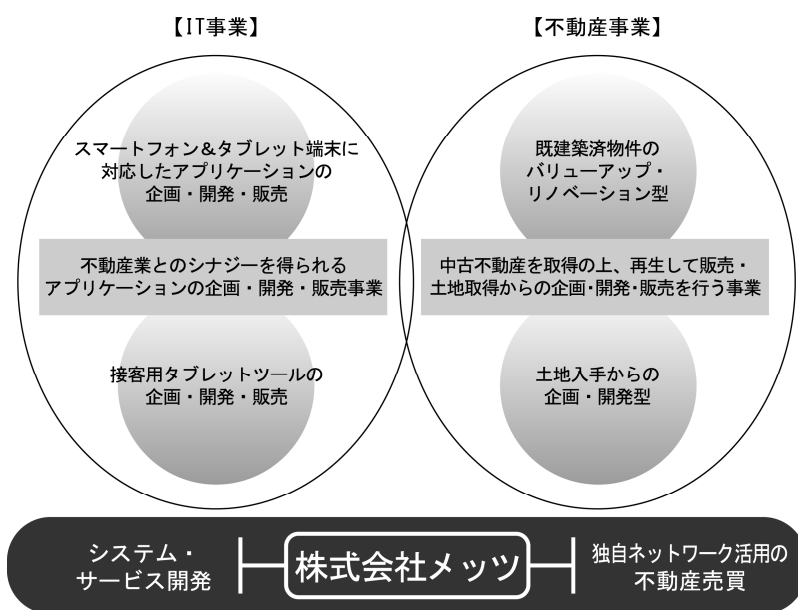 【IT事業】
スマートフォン＆タブレット端末に
対応したアプリケーションの
企画・開発・販売
不動産業とのシナジーを得られる
アプリケーションの企画・開発・販売事業
接客用タブレットツールの
企画・開発・販売
【不動産事業】
既建築済物件の
バリューアップ・
リノベーション型
中古不動産を取得の上、再生して販売・
土地取得からの企画・開発・販売を行う事業
土地入手からの
企画・開発型
システム・
サービス開発
株式会社メッツ
独自ネットワーク活用の
不動産売買